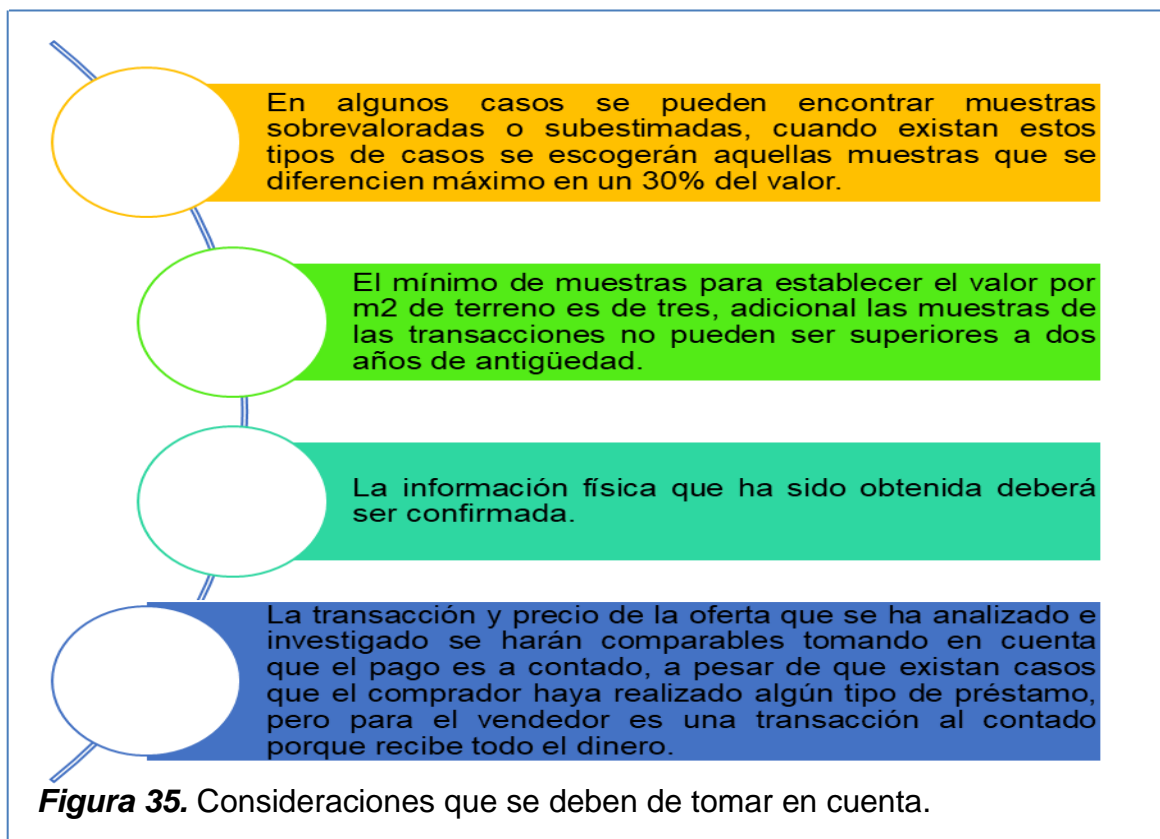 En algunos casos se pueden encontrar muestras
sobrevaloradas o subestimadas, cuando existan estos
tipos de casos se escogerán aquellas muestras que se
diferencien máximo en un 30% del valor.
El mínimo de muestras para establecer el valor por
m2 de terreno es de tres, adicional las muestras de
las transacciones no pueden ser superiores a dos
años de antigüedad.
La información física que ha sido obtenida deberá
ser confirmada.
La transacción y precio de la oferta que se ha analizado e
investigado se harán comparables tomando en cuenta
que el pago es a contado, a pesar de que existan casos
que el comprador haya realizado algún tipo de préstamo,
pero para el vendedor es una transacción al contado
porque recibe todo el dinero.
Figura 35. Consideraciones que se deben de tomar en cuenta.